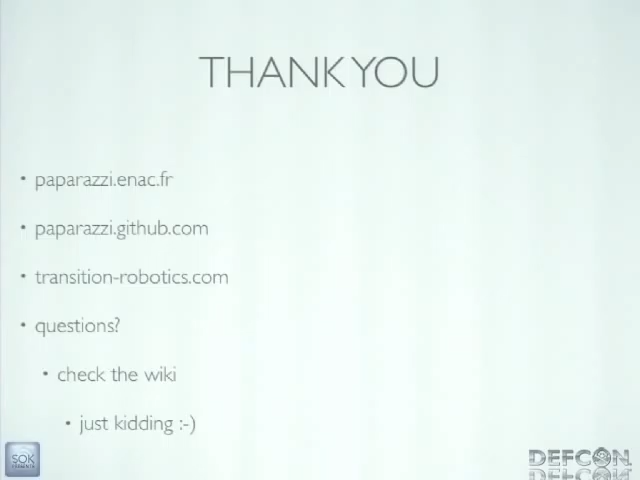 THANK YOU
• paparazzi.enac.fr
• paparazzi.github.com
• transition-robotics.com
• questions?
• check the wiki
• just kidding :-)
SOK
DEFCON